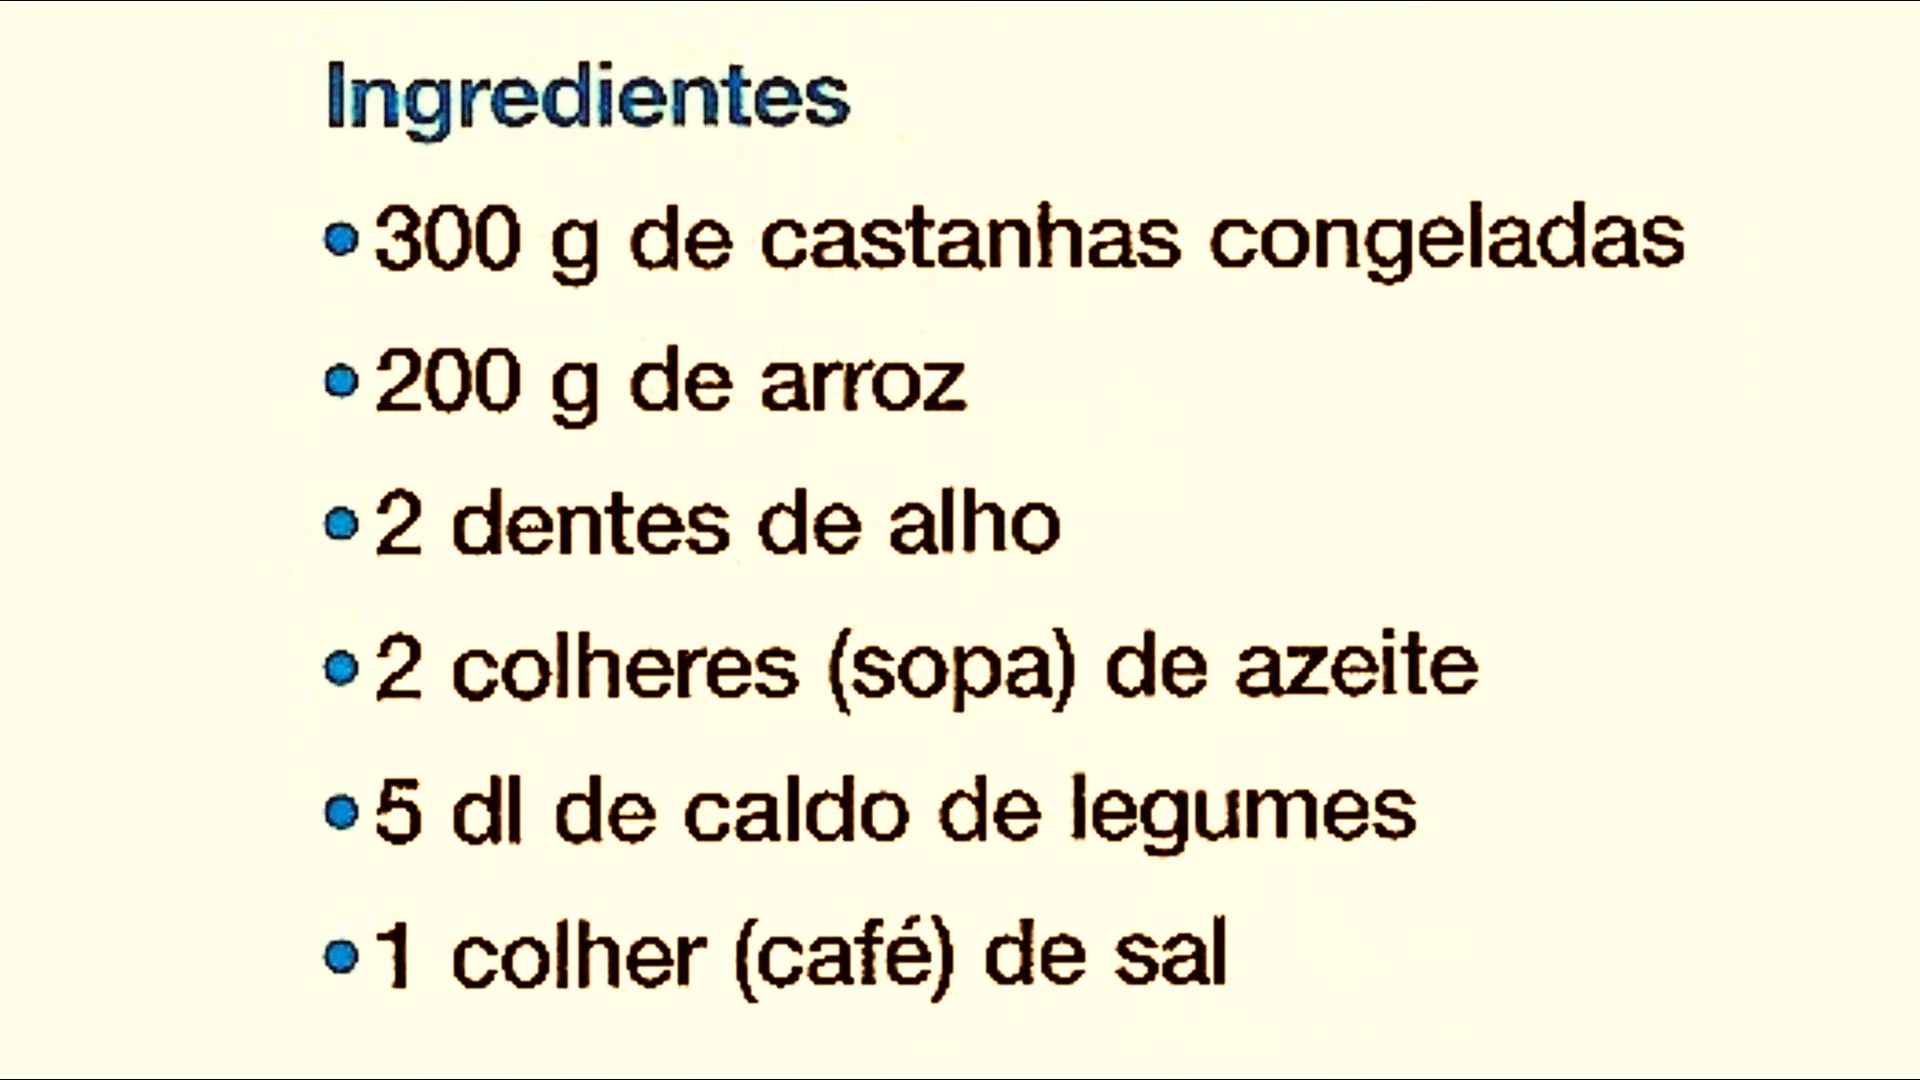 Ingredientes
• 300 g de castanhas congeladas
• 200 g de arroz
• 2 dentes de alho
• 2 colheres (sopa) de azeite
• 5 dl de caldo de legumes
• 1 colher (café) de sal